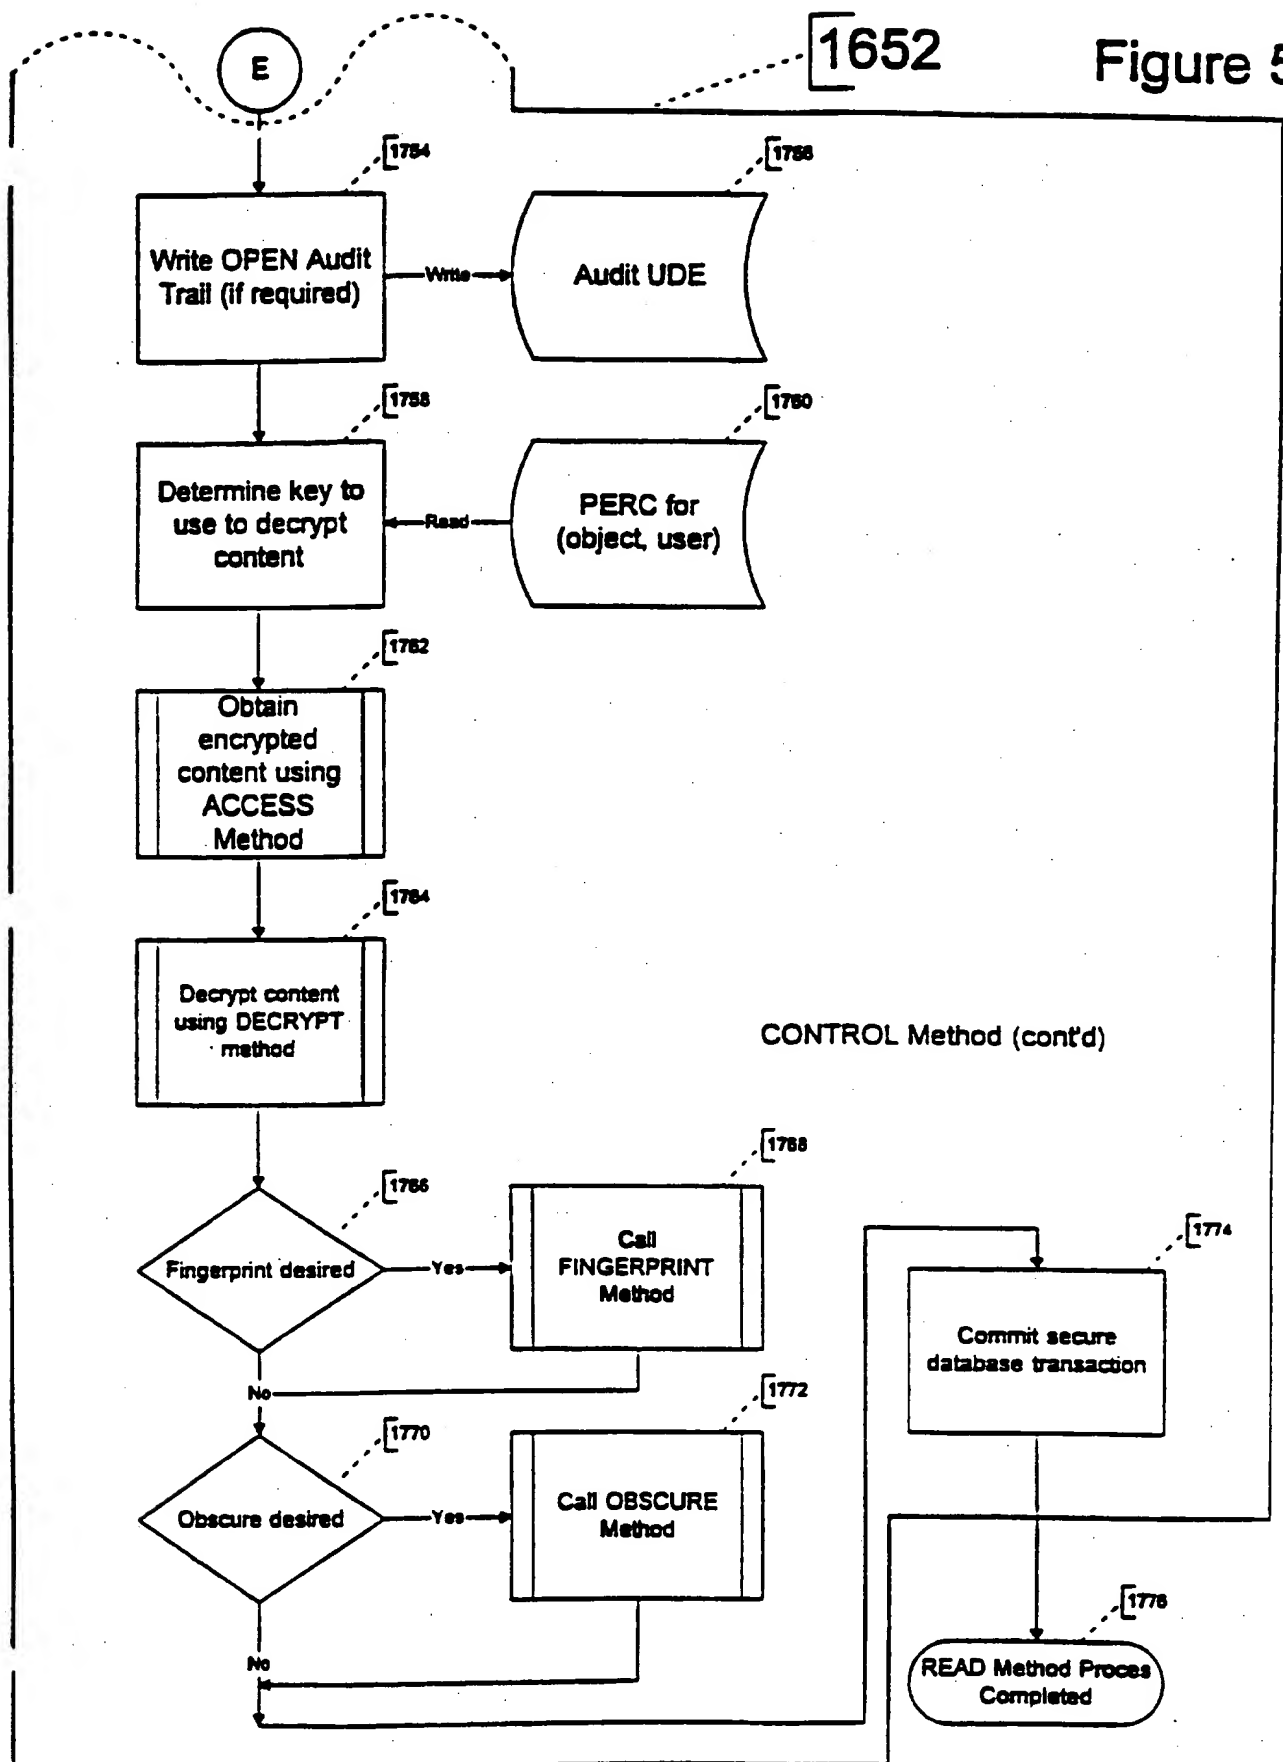 E
1652
Figure 5
1754
1756
Write OPEN Audit
Trail (if required)
Write
Audit UDE
1758
1760
Determine key to
use to decrypt
content
Read
PERC for
(object, user)
1762
Obtain
encrypted
content using
ACCESS
Method
1764
Decrypt content
using DECRYPT
method
CONTROL Method (cont'd)
1766
1768
Fingerprint desired
Yes
Call
FINGERPRINT
Method
1774
Commit secure
database transaction
No
1770
1772
Obscure desired
Yes
Call OBSCURE
Method
No
1776
READ Method Proces
Completed